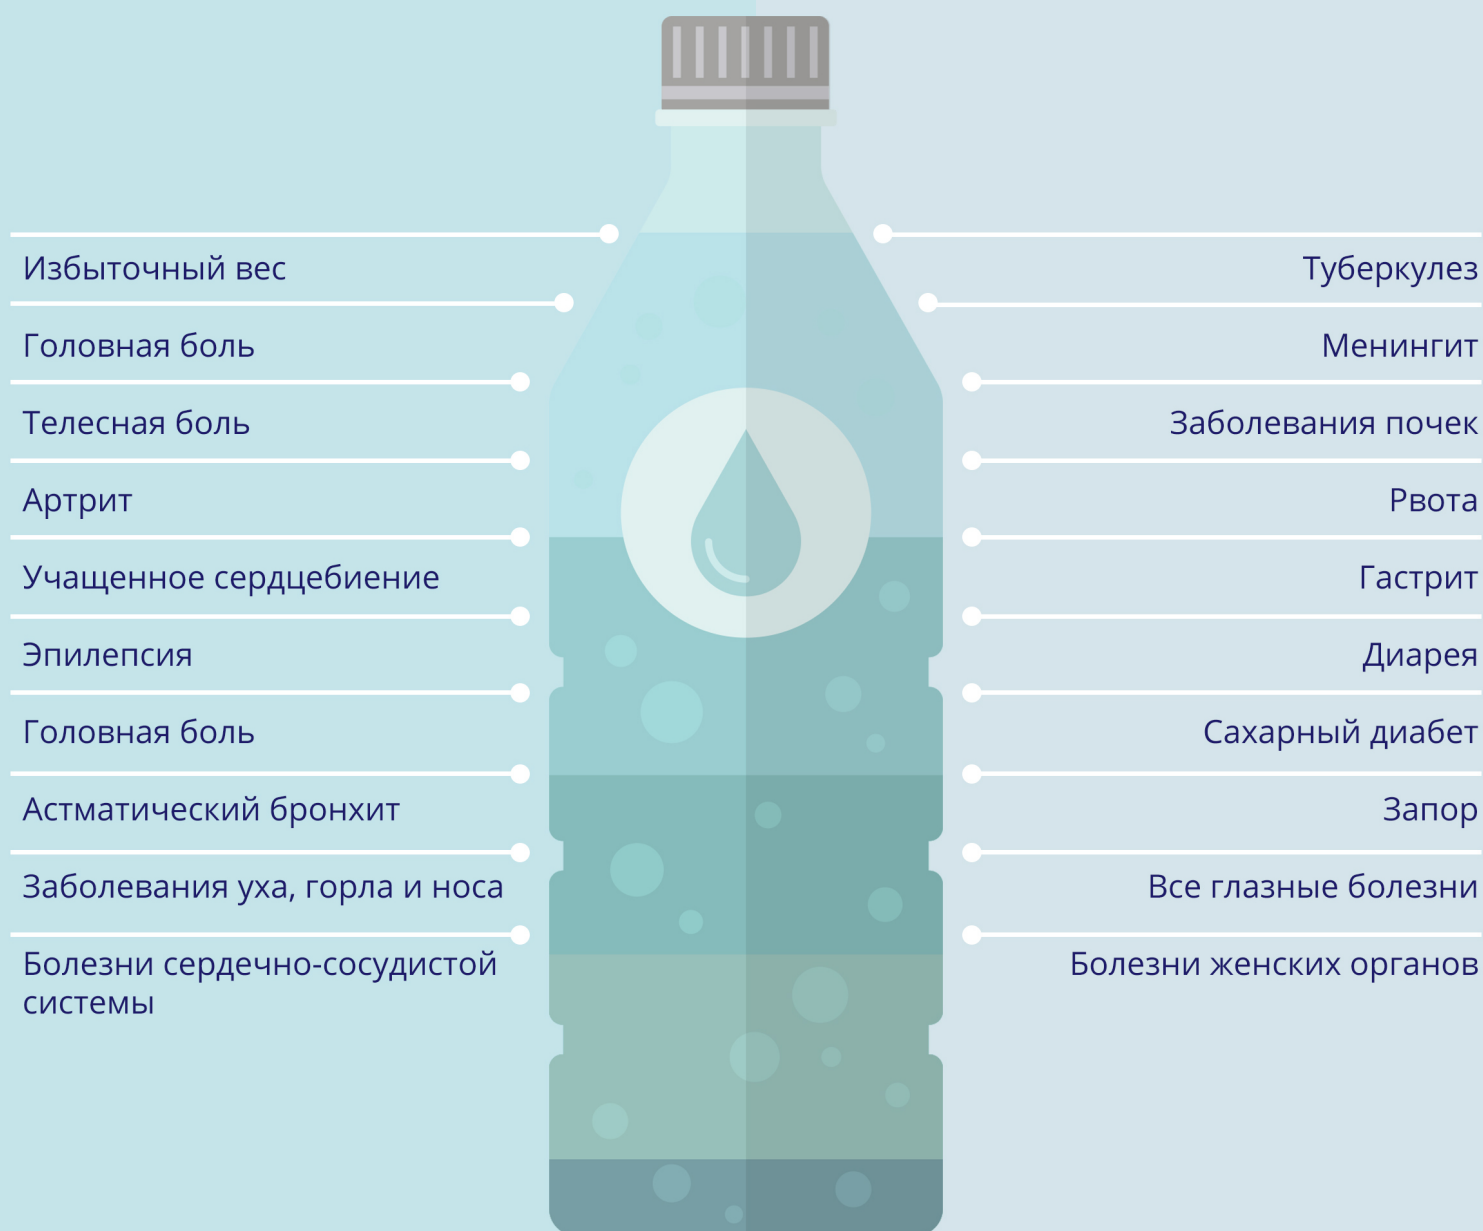 Избыточный вес
Головная боль
Телесная боль
Артрит
Учащенное сердцебиение
Эпилепсия
Головная боль
Астматический бронхит
Заболевания уха, горла и носа
Болезни сердечно-сосудистой
системы
Туберкулез
Менингит
Заболевания почек
Рвота
Гастрит
Диарея
Сахарный диабет
Запор
Все глазные болезни
Болезни женских органов